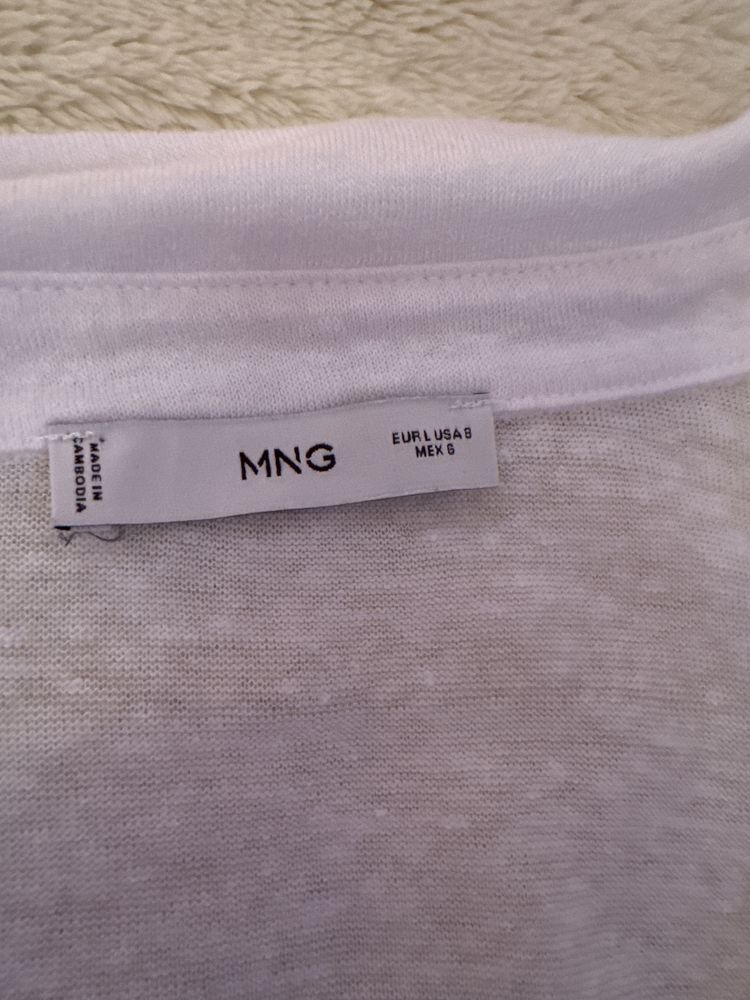 MADE IN
CAMBODIA
MNG
EUR L USA 8
MEX 6